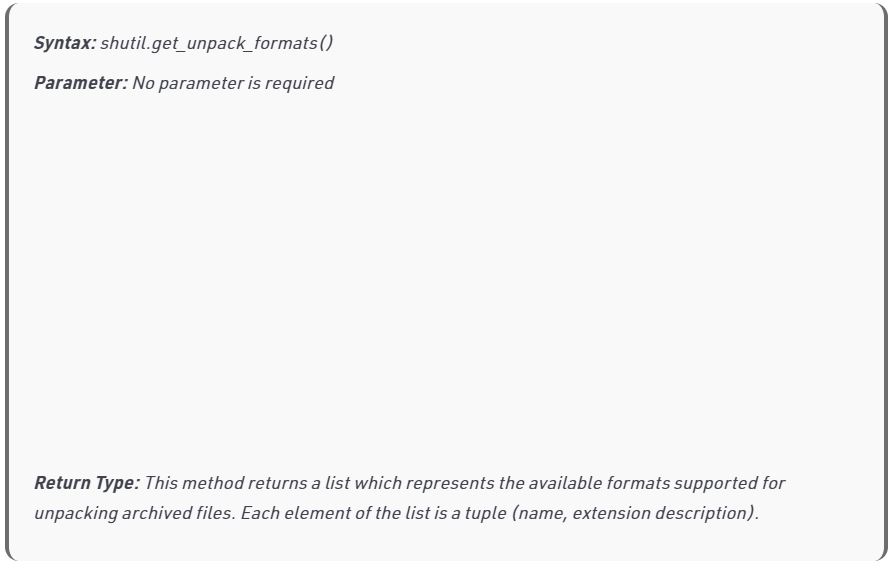 Syntax: shutil.get_unpack_formats()
Parameter: No parameter is required
Return Type: This method returns a list which represents the available formats supported for
unpacking archived files. Each element of the list is a tuple (name, extension description).